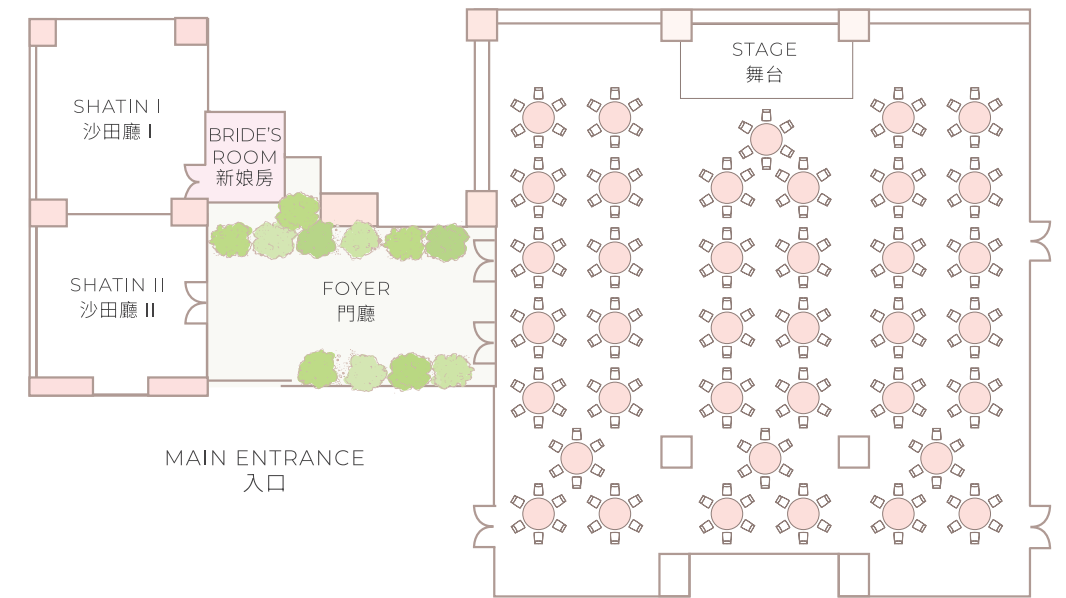 SHATIN I
沙田廳 I
BRIDE'S
ROOM
新娘房
STAGE
舞台
SHATIN II
沙田廳 II
FOYER
門廳
MAIN ENTRANCE
入口